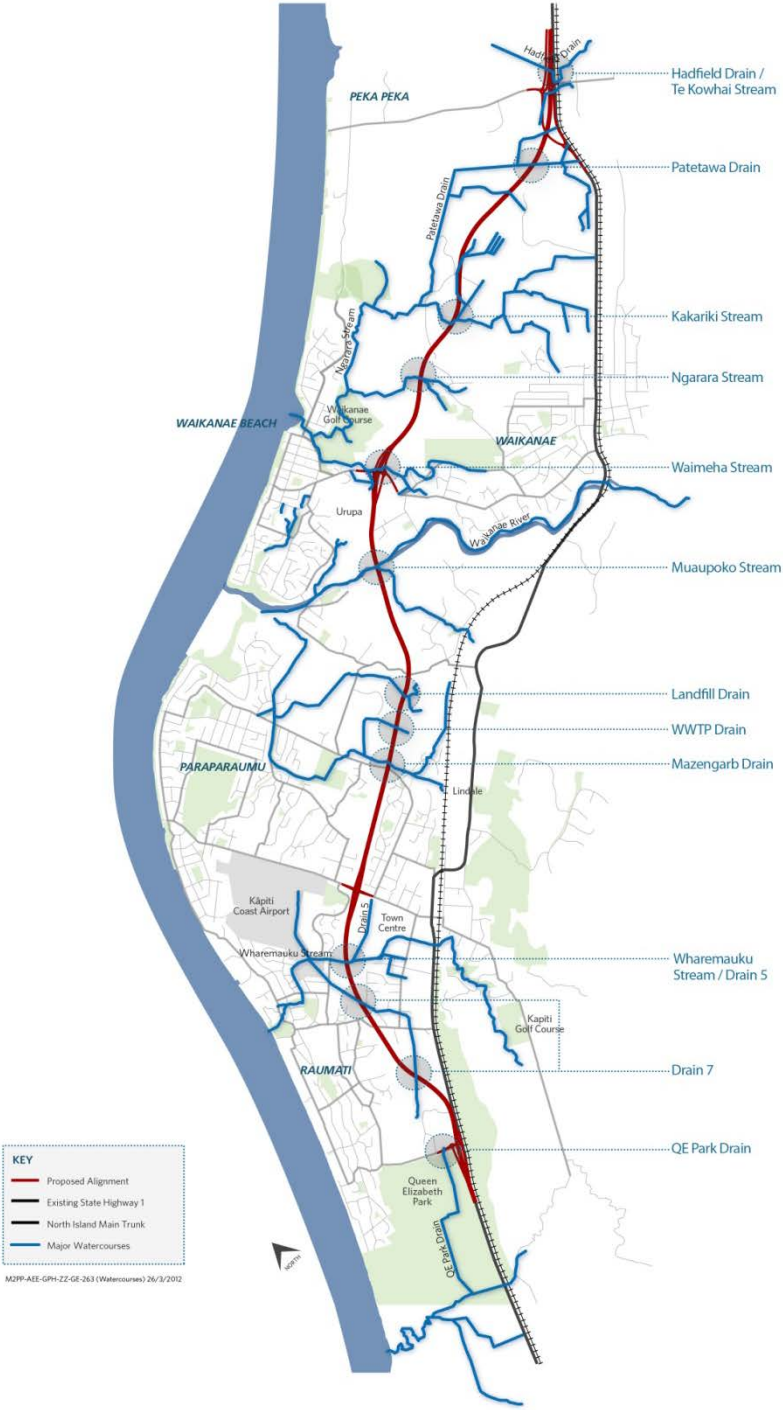 Hadfield Drain
Hadfield Drain /
Te Kowhai Stream
PEKA PEKA
Patetawa Drain
Patetawa Drain
Kakariki Stream
Ngarara Stream
Ngarara Stream
Waikanae
Golf Course
WAIKANAE BEACH
WAIKANAE
Waimeha Stream
Urupa
Waikanae River
Muaupoko Stream
Landfill Drain
WWTP Drain
PARAPARAUMU
Mazengarb Drain
Lindale
Kāpiti
Coast Airport
Drain 5
Town
Centre
Wharemauku Stream
Wharemauku
Stream / Drain 5
Kapiti
Golf Course
RAUMATI
Drain 7
QE Park Drain
Queen
Elizabeth
Park
QE Park Drain
KEY
Proposed Alignment
Existing State Highway 1
North Island Main Trunk
Major Watercourses
NORTH
M2PP-AEE-GPH-ZZ-GE-263 (Watercourses) 26/3/2012